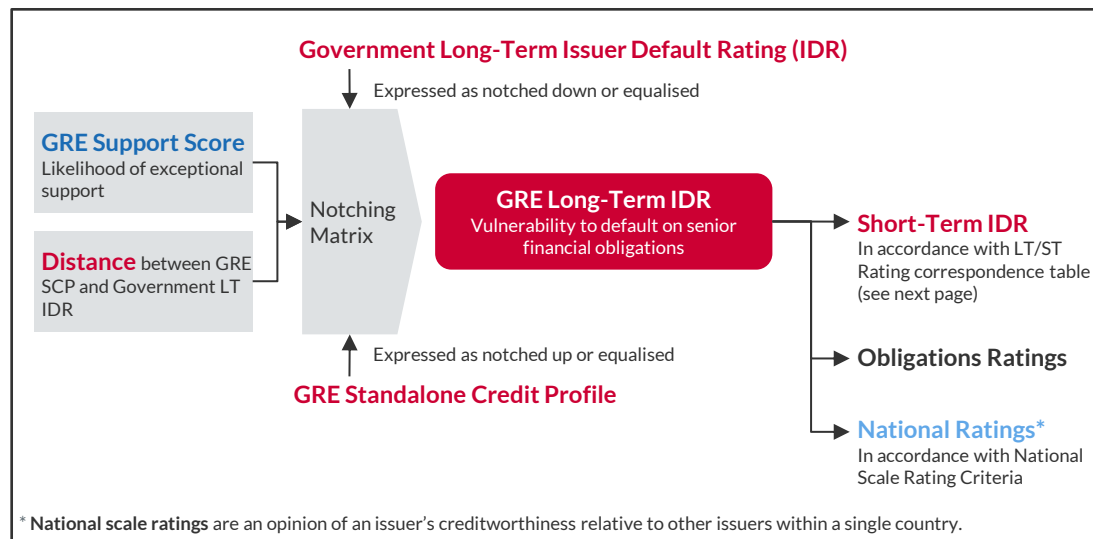 Government Long-Term Issuer Default Rating (IDR)
Expressed as notched down or equalised
GRE Support Score
Likelihood of exceptional
support
Distance between GRE
SCP and Government LT
IDR
Notching
Matrix
GRE Long-Term IDR
Vulnerability to default on senior
financial obligations
Expressed as notched up or equalised
GRE Standalone Credit Profile
Short-Term IDR
In accordance with LT/ST
Rating correspondence table
(see next page)
Obligations Ratings
National Ratings*
In accordance with National
Scale Rating Criteria
* National scale ratings are an opinion of an issuer's creditworthiness relative to other issuers within a single country.